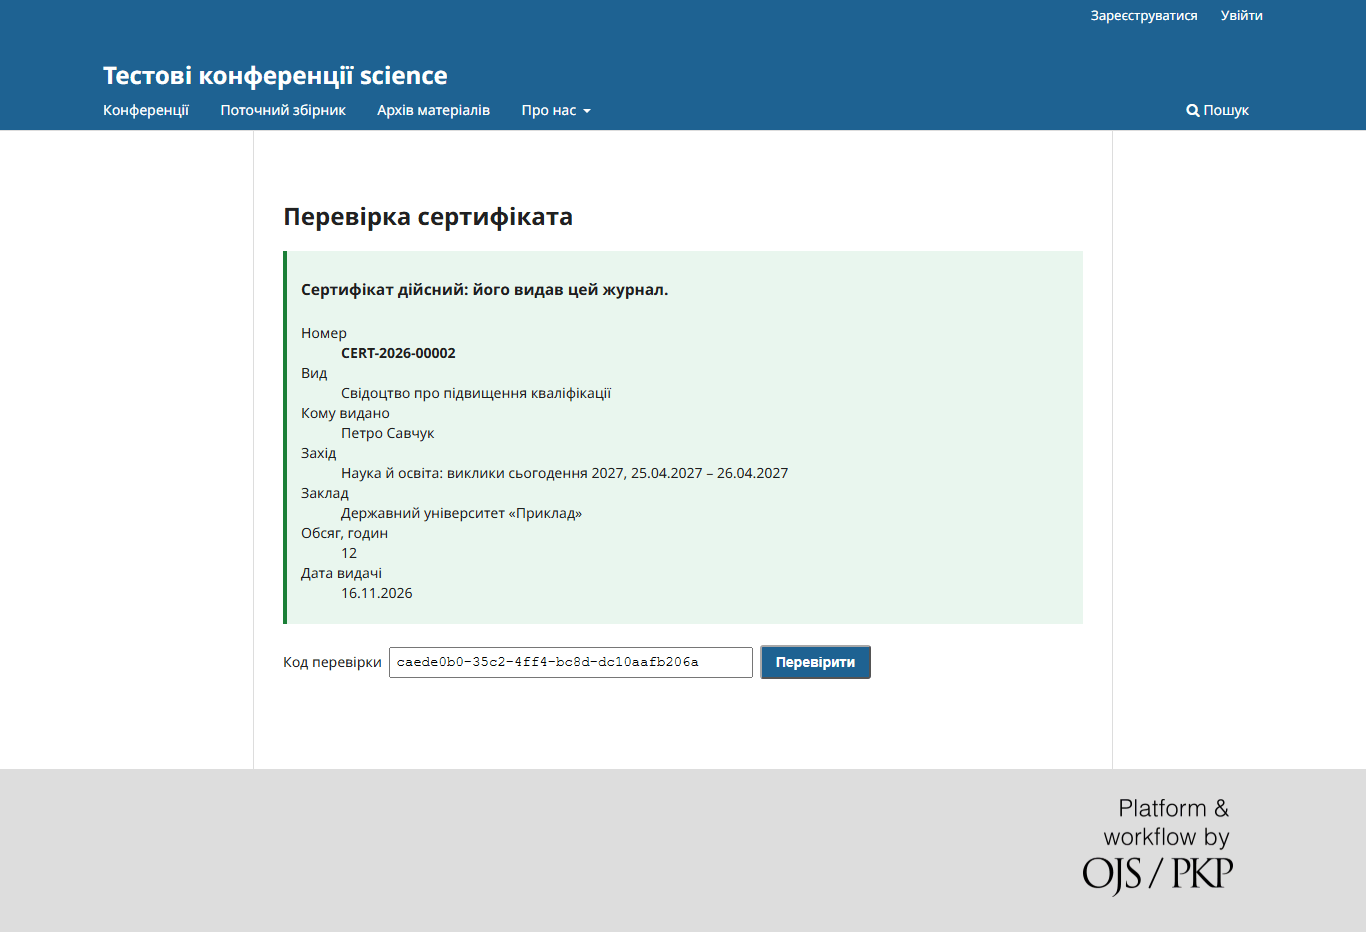 Зареєструватися Увійти
Тестові конференції science
Конференції Поточний збірник Архів матеріалів Про нас Пошук
Перевірка сертифіката
Сертифікат дійсний: його видав цей журнал.
Номер
CERT-2026-00002
Вид
Свідоцтво про підвищення кваліфікації
Кому видано
Петро Савчук
Захід
Наука й освіта: виклики сьогодення 2027, 25.04.2027 – 26.04.2027
Заклад
Державний університет «Приклад»
Обсяг, годин
12
Дата видачі
16.11.2026
Код перевірки caede0b0-35c2-4ff4-bc8d-dc10aafb206a Перевірити
Platform &
workflow by
OJS / PKP